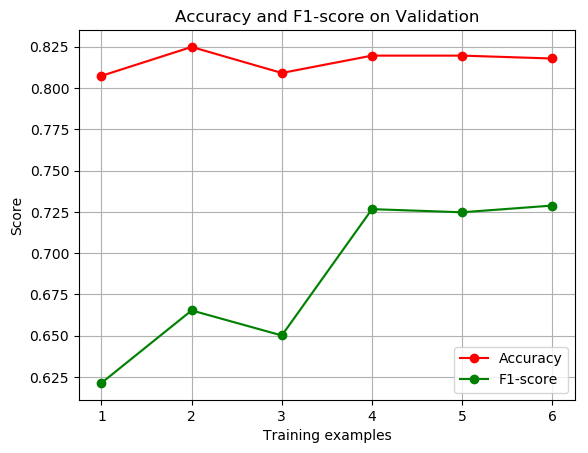 Accuracy and F1-score on Validation
0.825
0.800
0.775
0.750
0.725
0.700
0.675
0.650
0.625
Score
1 2 3 4 5 6
Training examples
Accuracy
F1-score